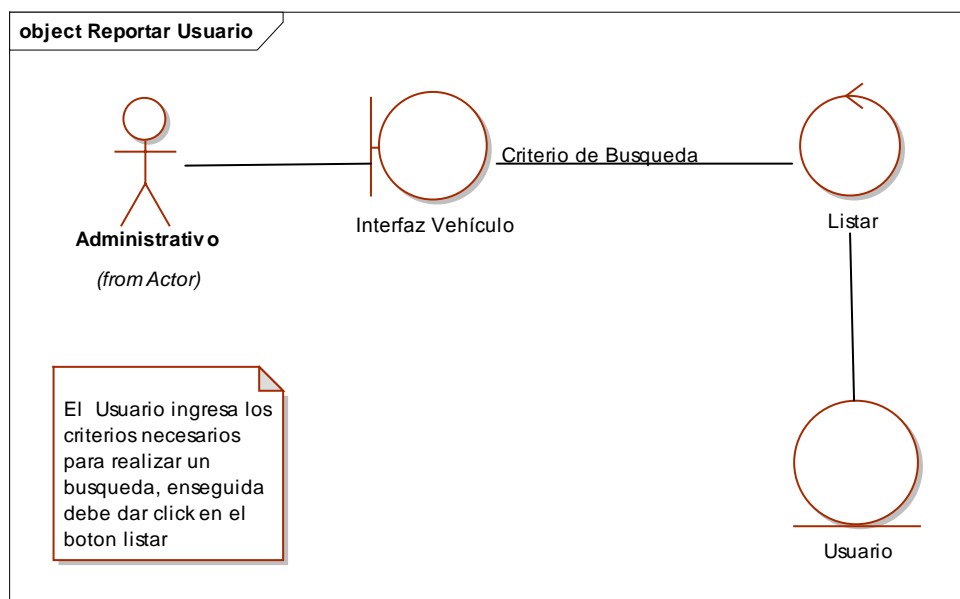 object Reportar Usuario
Criterio de Busqueda
Interfaz Vehículo
Listar
Administrativo
(from Actor)
El Usuario ingresa los
criterios necesarios
para realizar un
busqueda, enseguida
debe dar click en el
boton listar
Usuario